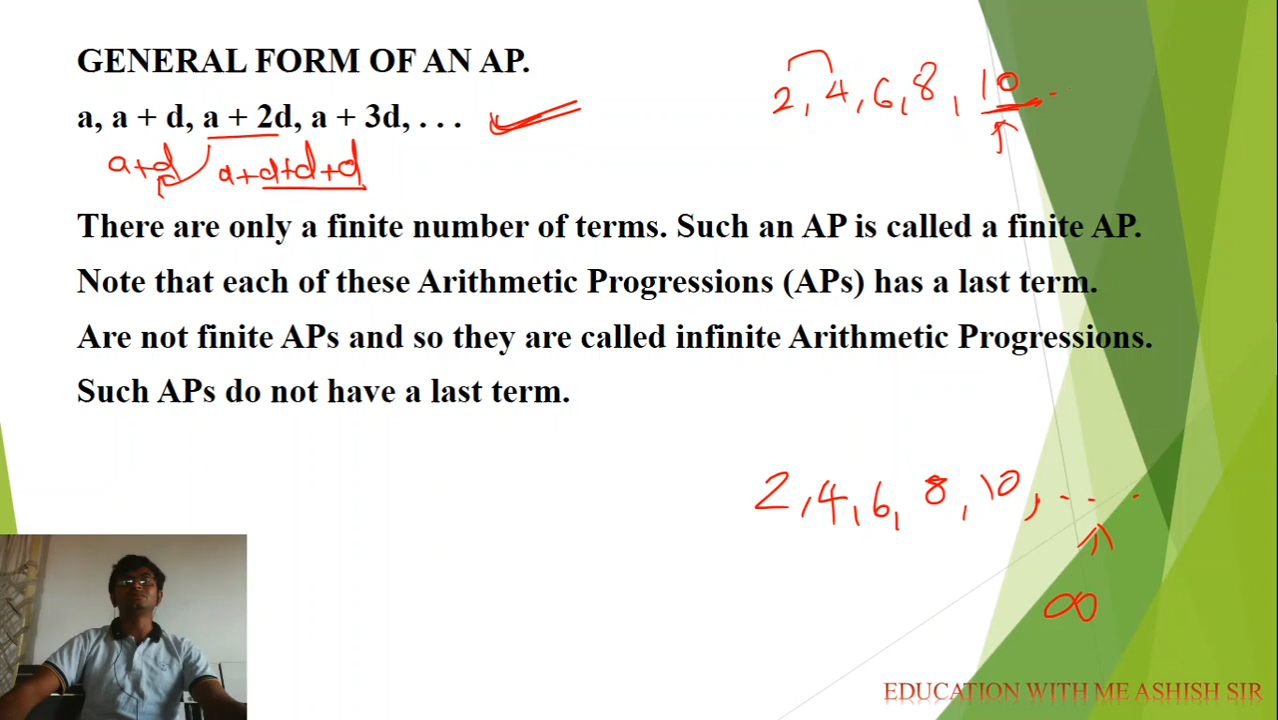 GENERAL FORM OF AN AP.
2, 4, 6, 8, 10 . .
a, a + d, a + 2d, a + 3d, . . .
a+d a+d+d+d
There are only a finite number of terms. Such an AP is called a finite AP.
Note that each of these Arithmetic Progressions (APs) has a last term.
Are not finite APs and so they are called infinite Arithmetic Progressions.
Such APs do not have a last term.
2, 4, 6, 8, 10, . . .
∞
EDUCATION WITH ME ASHISH SIR